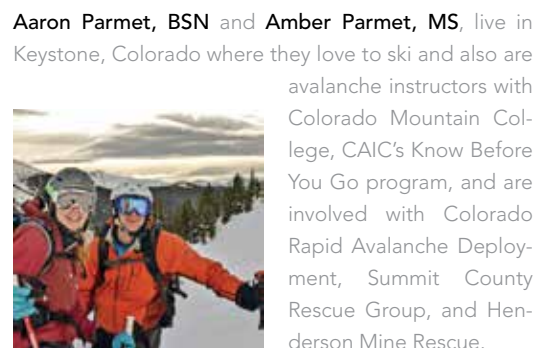 Aaron Parmet, BSN and Amber Parmet, MS, live in
Keystone, Colorado where they love to ski and also are
avalanche instructors with
Colorado Mountain Col-
lege, CAIC’s Know Before
You Go program, and are
involved with Colorado
Rapid Avalanche Deploy-
ment, Summit County
Rescue Group, and Hen-
derson Mine Rescue.